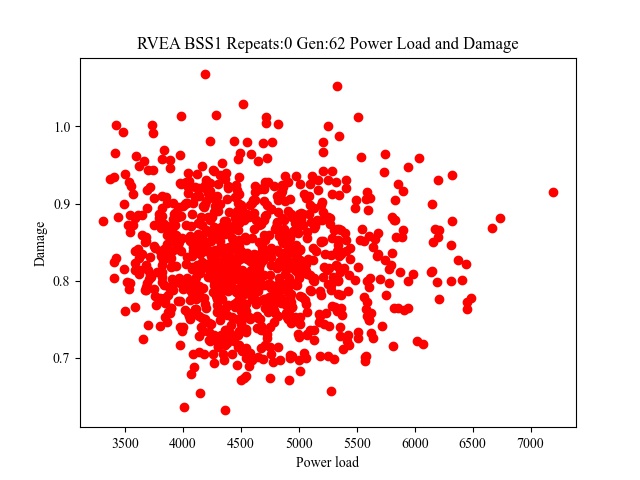 RVEA BSS1 Repeats:0 Gen:62 Power Load and Damage
1.0
0.9
0.8
0.7
Damage
3500 4000 4500 5000 5500 6000 6500 7000
Power load